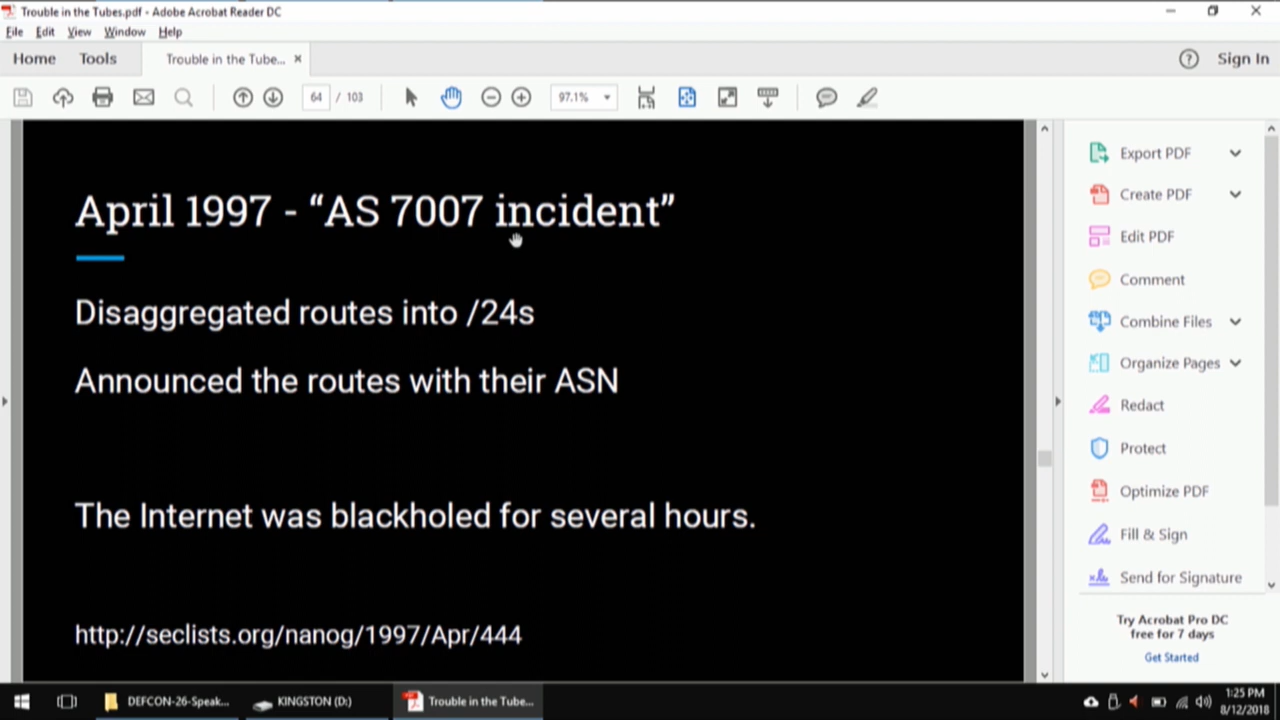 Trouble in the Tubes.pdf - Adobe Acrobat Reader DC
File Edit View Window Help
Home Tools Trouble in the Tube... × Sign In
64 / 103 97.1%
April 1997 - “AS 7007 incident”
Disaggregated routes into /24s
Announced the routes with their ASN
The Internet was blackholed for several hours.
http://seclists.org/nanog/1997/Apr/444
Export PDF
Create PDF
Edit PDF
Comment
Combine Files
Organize Pages
Redact
Protect
Optimize PDF
Fill & Sign
Send for Signature
Try Acrobat Pro DC
free for 7 days
Get Started
DEFCON-26-Speak... KINGSTON (D:) Trouble in the Tube... 1:25 PM
8/12/2018